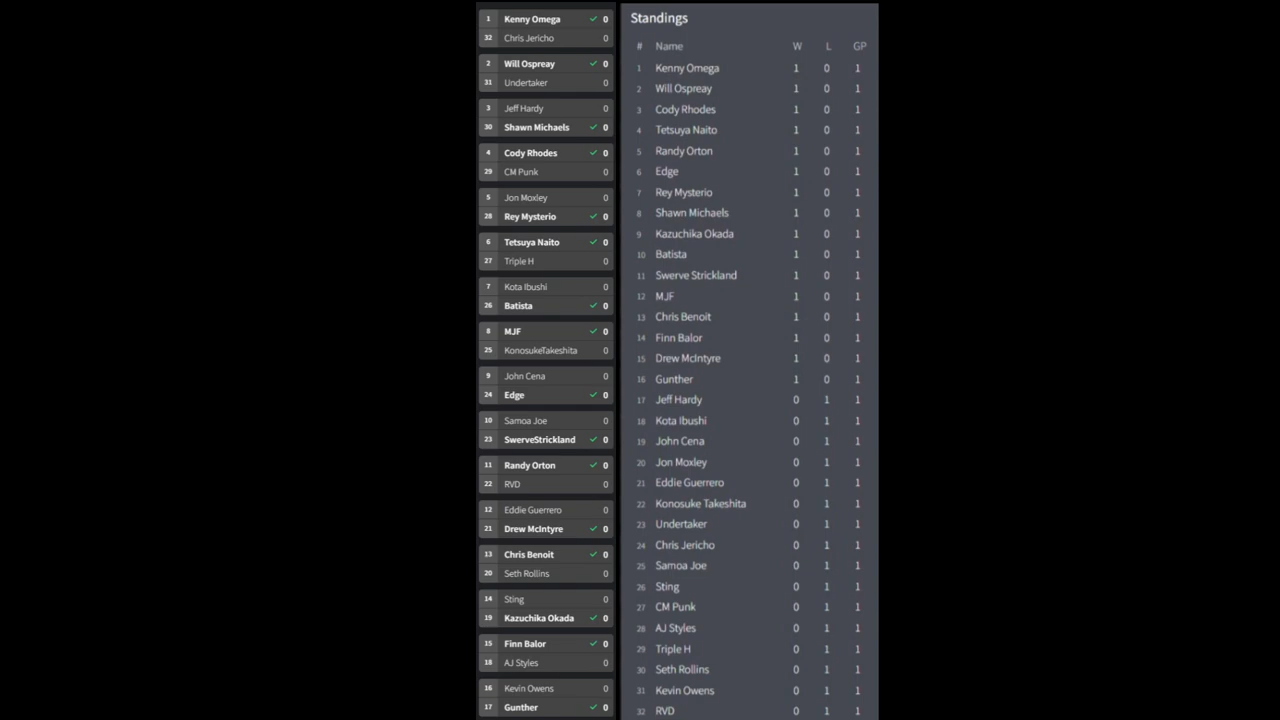 1 Kenny Omega ✓ 0
32 Chris Jericho 0
2 Will Ospreay ✓ 0
31 Undertaker 0
3 Jeff Hardy 0
30 Shawn Michaels ✓ 0
4 Cody Rhodes ✓ 0
29 CM Punk 0
5 Jon Moxley 0
28 Rey Mysterio ✓ 0
6 Tetsuya Naito ✓ 0
27 Triple H 0
7 Kota Ibushi 0
26 Batista ✓ 0
8 MJF ✓ 0
25 KonosukeTakeshita 0
9 John Cena 0
24 Edge ✓ 0
10 Samoa Joe 0
23 SwerveStrickland ✓ 0
11 Randy Orton ✓ 0
22 RVD 0
12 Eddie Guerrero 0
21 Drew McIntyre ✓ 0
13 Chris Benoit ✓ 0
20 Seth Rollins 0
14 Sting 0
19 Kazuchika Okada ✓ 0
15 Finn Balor ✓ 0
18 AJ Styles 0
16 Kevin Owens 0
17 Gunther ✓ 0
Standings
# Name W L GP
1 Kenny Omega 1 0 1
2 Will Ospreay 1 0 1
3 Cody Rhodes 1 0 1
4 Tetsuya Naito 1 0 1
5 Randy Orton 1 0 1
6 Edge 1 0 1
7 Rey Mysterio 1 0 1
8 Shawn Michaels 1 0 1
9 Kazuchika Okada 1 0 1
10 Batista 1 0 1
11 Swerve Strickland 1 0 1
12 MJF 1 0 1
13 Chris Benoit 1 0 1
14 Finn Balor 1 0 1
15 Drew McIntyre 1 0 1
16 Gunther 1 0 1
17 Jeff Hardy 0 1 1
18 Kota Ibushi 0 1 1
19 John Cena 0 1 1
20 Jon Moxley 0 1 1
21 Eddie Guerrero 0 1 1
22 Konosuke Takeshita 0 1 1
23 Undertaker 0 1 1
24 Chris Jericho 0 1 1
25 Samoa Joe 0 1 1
26 Sting 0 1 1
27 CM Punk 0 1 1
28 AJ Styles 0 1 1
29 Triple H 0 1 1
30 Seth Rollins 0 1 1
31 Kevin Owens 0 1 1
32 RVD 0 1 1